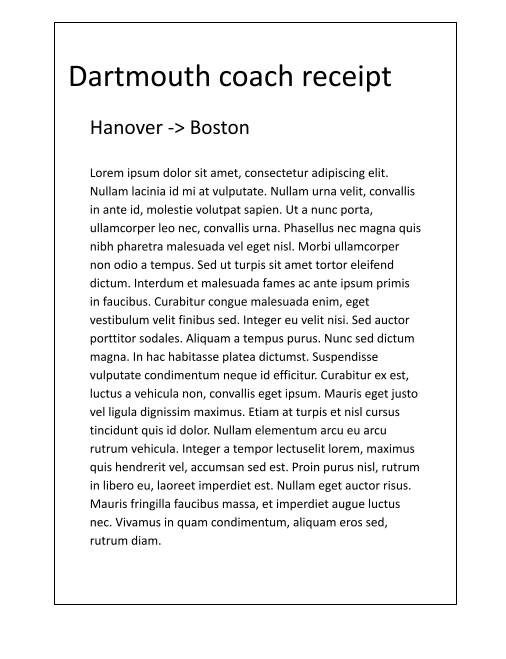 Dartmouth coach receipt
Hanover -> Boston
Lorem ipsum dolor sit amet, consectetur adipiscing elit.
Nullam lacinia id mi at vulputate. Nullam urna velit, convallis
in ante id, molestie volutpat sapien. Ut a nunc porta,
ullamcorper leo nec, convallis urna. Phasellus nec magna quis
nibh pharetra malesuada vel eget nisl. Morbi ullamcorper
non odio a tempus. Sed ut turpis sit amet tortor eleifend
dictum. Interdum et malesuada fames ac ante ipsum primis
in faucibus. Curabitur congue malesuada enim, eget
vestibulum velit finibus sed. Integer eu velit nisi. Sed auctor
porttitor sodales. Aliquam a tempus purus. Nunc sed dictum
magna. In hac habitasse platea dictumst. Suspendisse
vulputate condimentum neque id efficitur. Curabitur ex est,
luctus a vehicula non, convallis eget ipsum. Mauris eget justo
vel ligula dignissim maximus. Etiam at turpis et nisl cursus
tincidunt quis id dolor. Nullam elementum arcu eu arcu
rutrum vehicula. Integer a tempor lectuselit lorem, maximus
quis hendrerit vel, accumsan sed est. Proin purus nisl, rutrum
in libero eu, laoreet imperdiet est. Nullam eget auctor risus.
Mauris fringilla faucibus massa, et imperdiet augue luctus
nec. Vivamus in quam condimentum, aliquam eros sed,
rutrum diam.